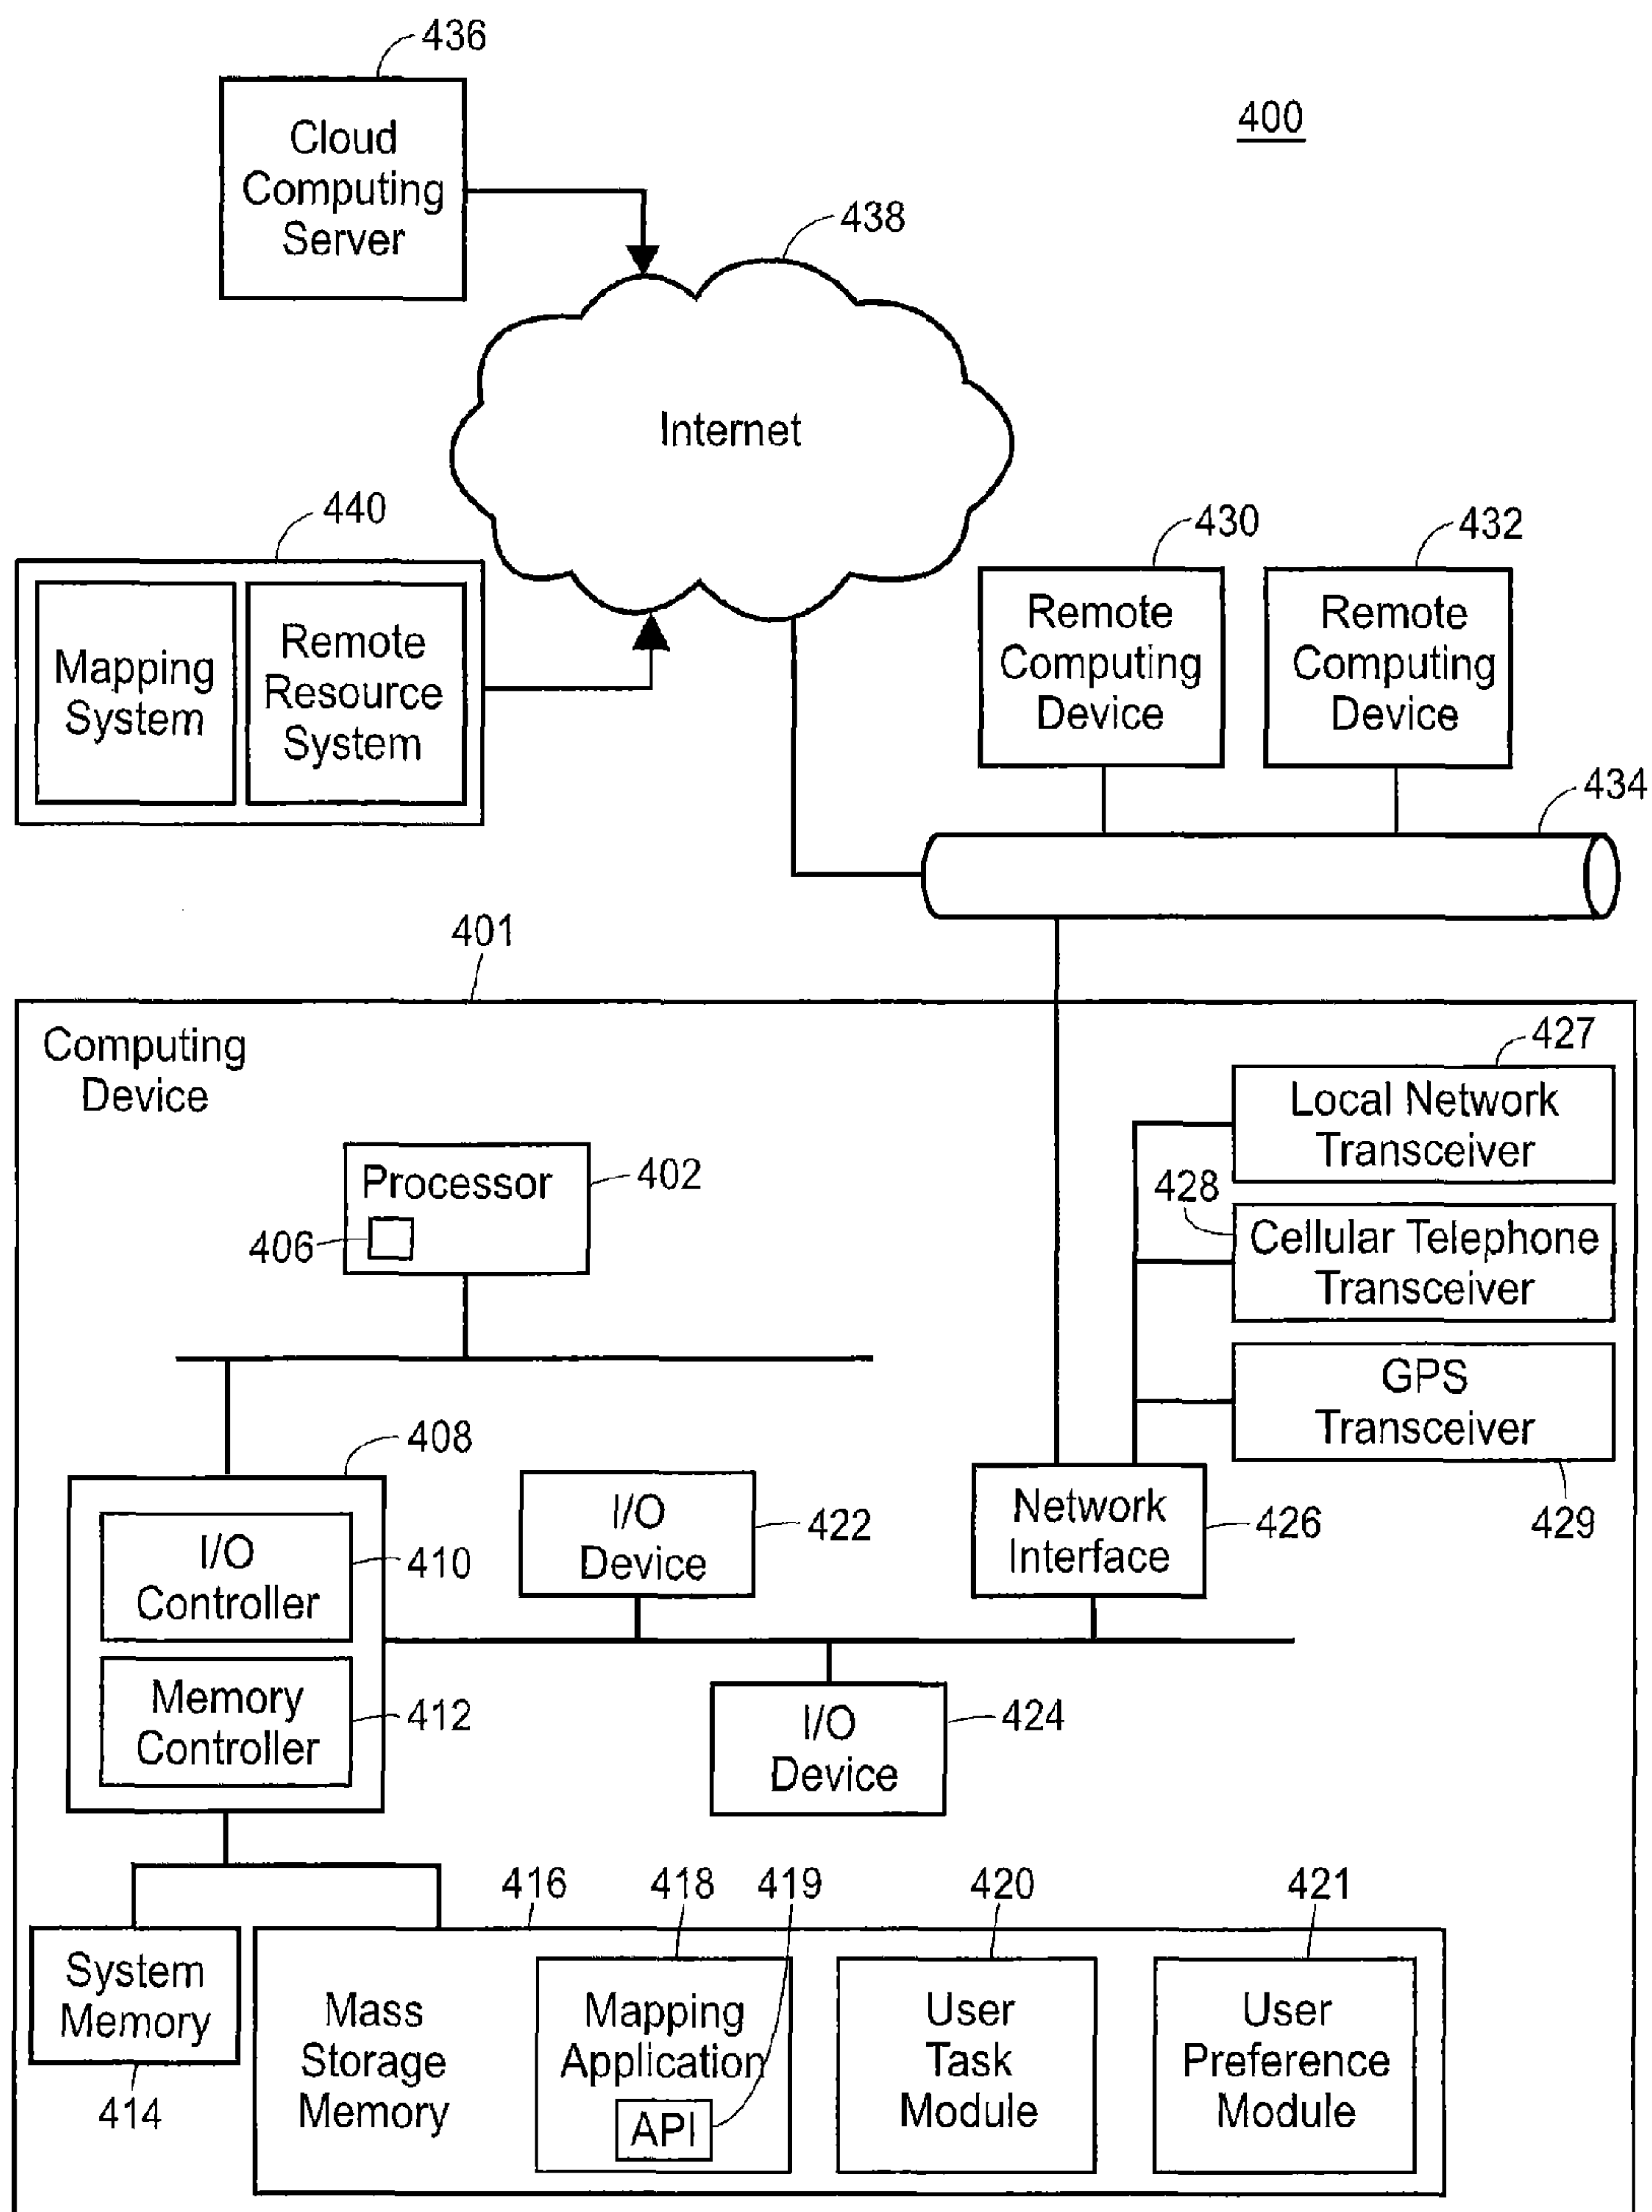 436
Cloud
Computing
Server
400
438
Internet
440
Mapping
System
Remote
Resource
System
430
Remote
Computing
Device
432
Remote
Computing
Device
434
401
Computing
Device
427
Local Network
Transceiver
428
Cellular Telephone
Transceiver
GPS
Transceiver
429
Processor
402
406
408
I/O
Controller
410
Memory
Controller
412
I/O
Device
422
Network
Interface
426
I/O
Device
424
System
Memory
414
416
Mass
Storage
Memory
418
419
Mapping
Application
API
420
User
Task
Module
421
User
Preference
Module